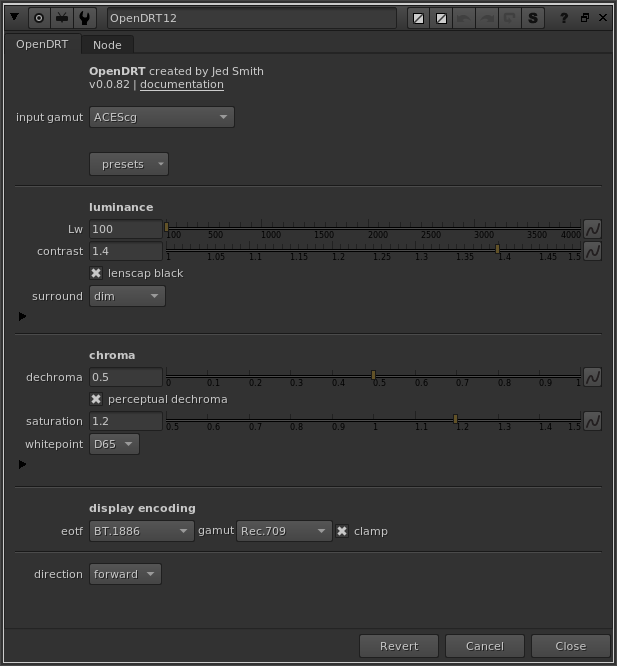 OpenDRT12 S ?
OpenDRT Node
OpenDRT created by Jed Smith
v0.0.82 | documentation
input gamut ACEScg
presets
luminance
Lw 100 100 500 1000 1500 2000 2500 3000 3500 4000
contrast 1.4 1 1.05 1.1 1.15 1.2 1.25 1.3 1.35 1.4 1.45 1.5
lenscap black
surround dim
chroma
dechroma 0.5 0 0.1 0.2 0.3 0.4 0.5 0.6 0.7 0.8 0.9 1
perceptual dechroma
saturation 1.2 0.5 0.6 0.7 0.8 0.9 1 1.1 1.2 1.3 1.4 1.5
whitepoint D65
display encoding
eotf BT.1886 gamut Rec.709 clamp
direction forward
Revert Cancel Close